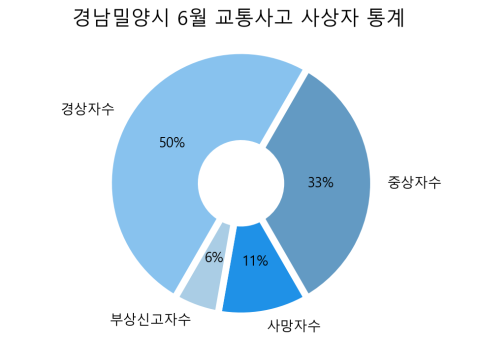 경남밀양시 6월 교통사고 사상자 통계
경상자수
50%
33%
중상자수
6%
11%
부상신고자수
사망자수